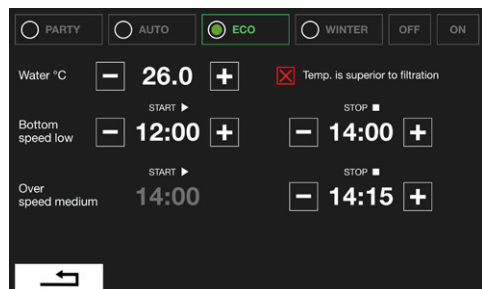 PARTY AUTO ECO WINTER OFF ON
Water °C - 26.0 + Temp. is superior to filtration
START STOP
Bottom
speed low - 12:00 + - 14:00 +
START STOP
Over
speed medium 14:00 - 14:15 +